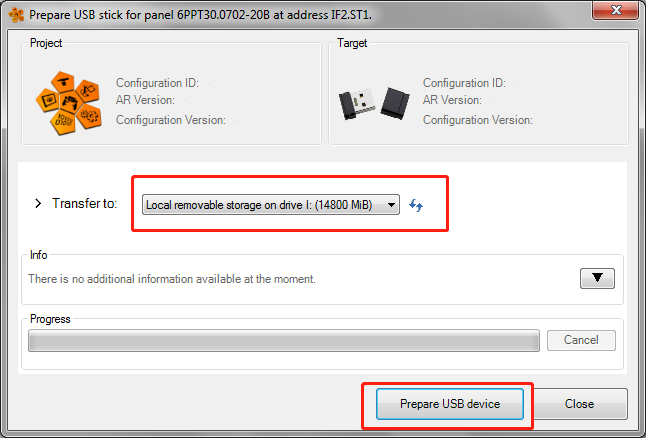 Prepare USB stick for panel 6PPT30.0702-20B at address IF2.ST1.
Project
Configuration ID: -
AR Version: -
Configuration Version: -
Target
Configuration ID: -
AR Version: -
Configuration Version: -
Transfer to:
Local removable storage on drive I: (14800 MiB)
Info
There is no additional information available at the moment.
Progress
Cancel
Prepare USB device
Close